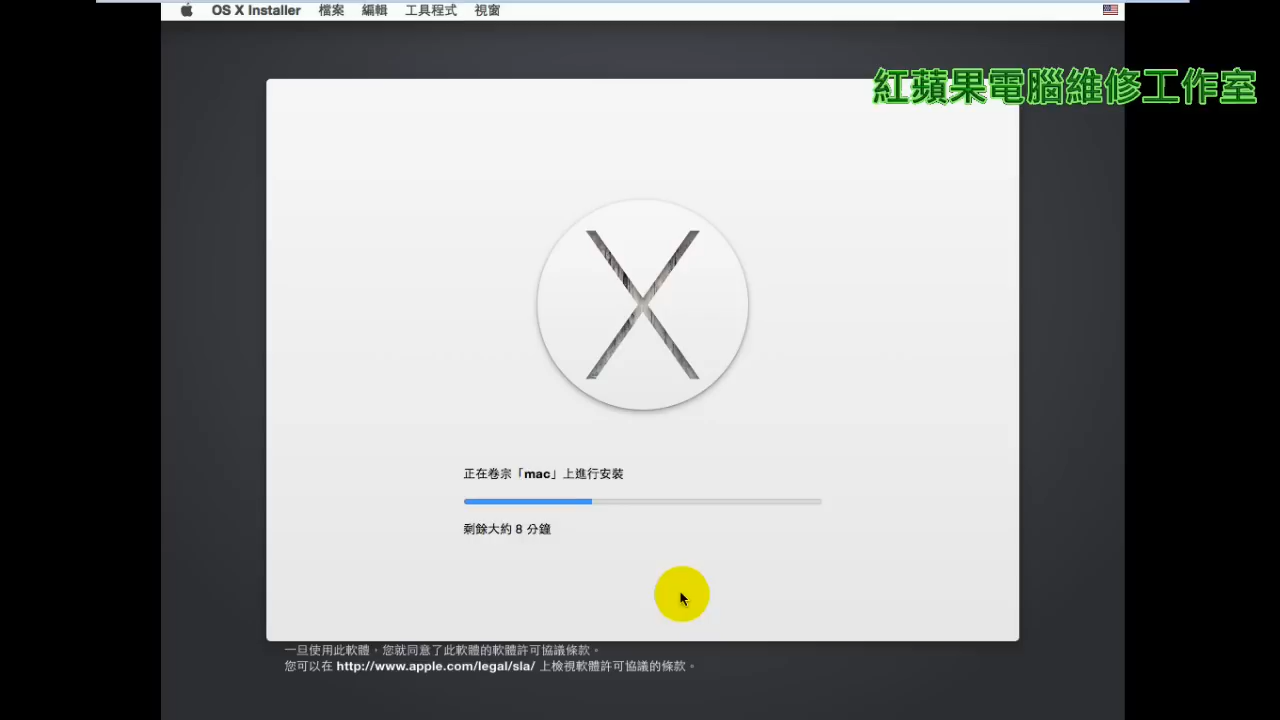 OS X Installer 檔案 編輯 工具程式 視窗
紅蘋果電腦維修工作室
正在卷宗「mac」上進行安裝
剩餘大約 8 分鐘
一旦使用此軟體，您就同意了此軟體的軟體許可協議條款。
您可以在 http://www.apple.com/legal/sla/ 上檢視軟體許可協議的條款。